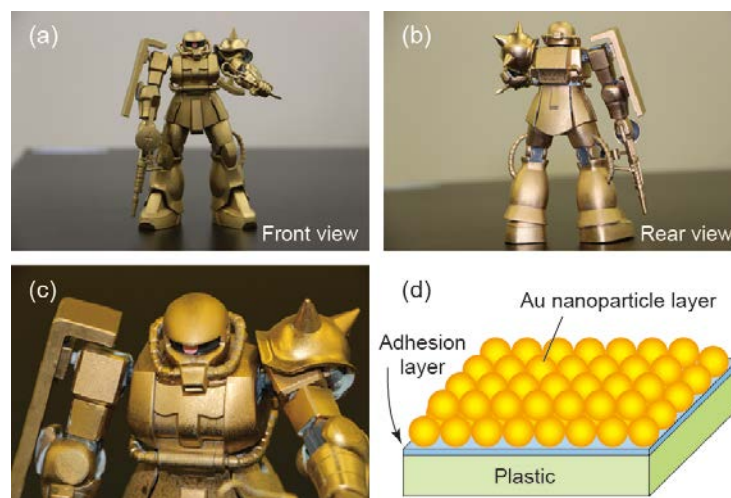 (a)
Front view
(b)
Rear view
(c)
(d)
Au nanoparticle layer
Adhesion
layer
Plastic